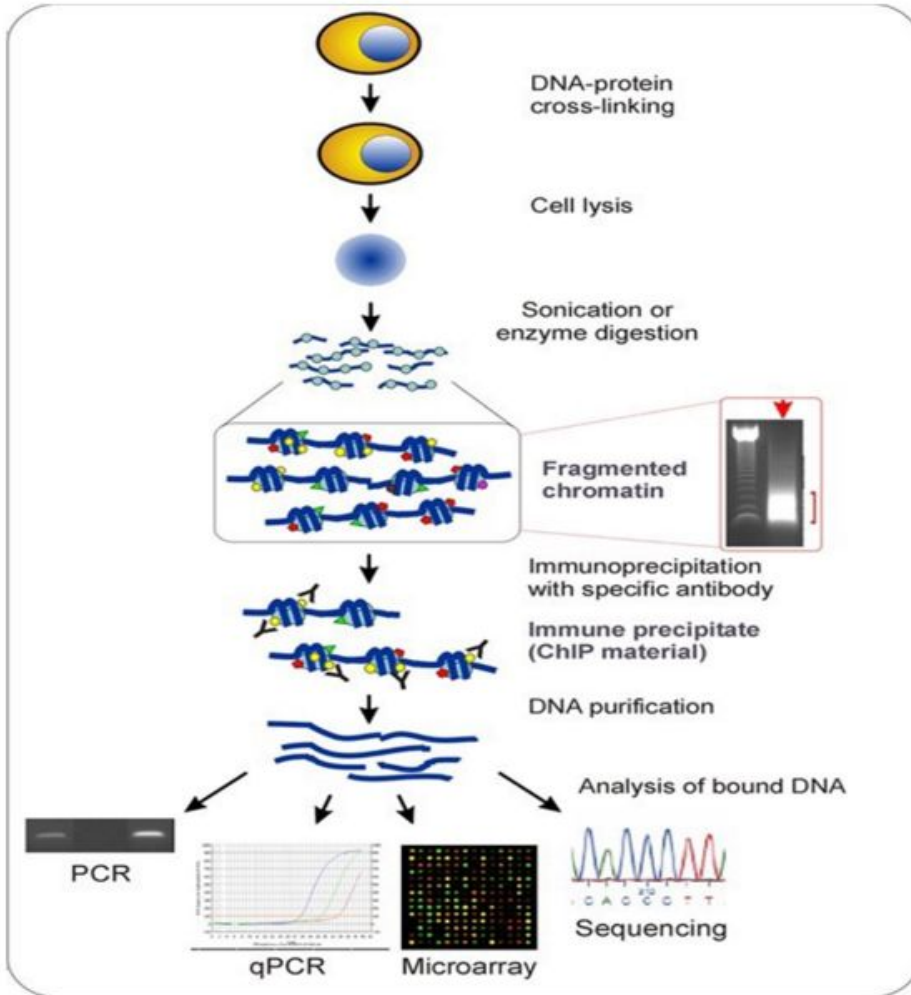 DNA-protein
cross-linking
Cell lysis
Sonication or
enzyme digestion
Fragmented
chromatin
Immunoprecipitation
with specific antibody
Immune precipitate
(ChIP material)
DNA purification
Analysis of bound DNA
PCR
qPCR
Microarray
G A G C G T T
Sequencing